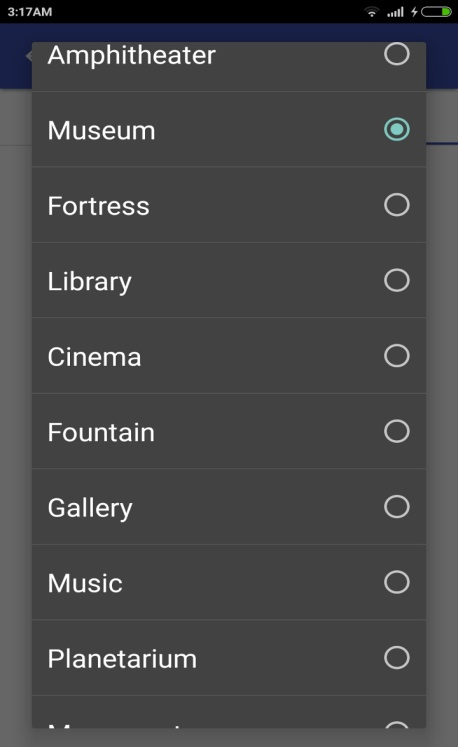 3:17AM
Amphitheater
Museum
Fortress
Library
Cinema
Fountain
Gallery
Music
Planetarium